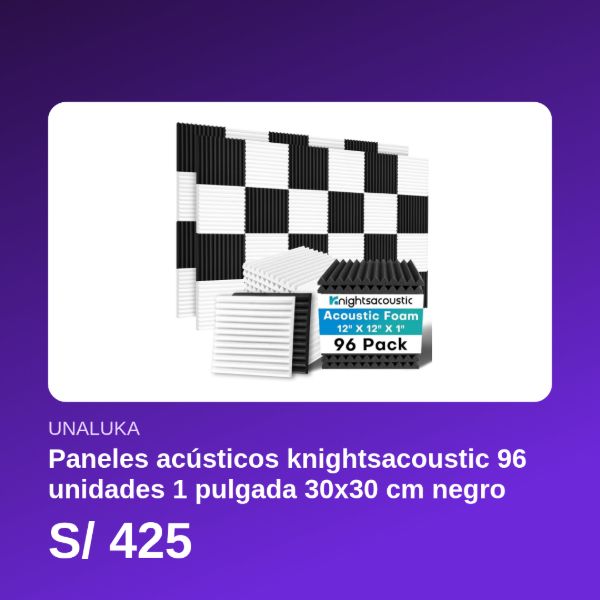 Knightsacoustic
Acoustic Foam
12" X 12" X 1"
96 Pack
UNALUKA
Paneles acústicos knightsacoustic 96
unidades 1 pulgada 30x30 cm negro
S/ 425